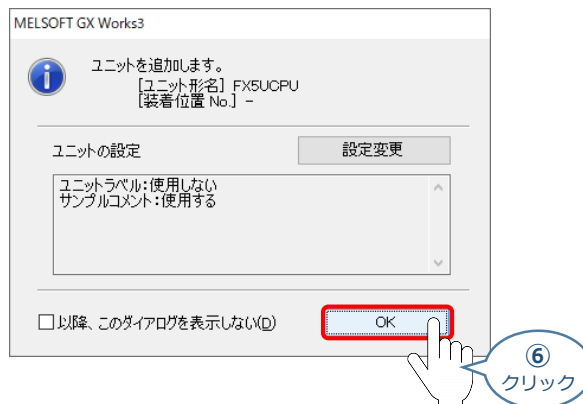 MELSOFT GX Works3
ユニットを追加します。
[ユニット形名] FX5UCPU
[装着位置 No.] -
ユニットの設定
設定変更
ユニットラベル:使用しない
サンプルコメント:使用する
以降、このダイアログを表示しない(D)
OK
⑥
クリック